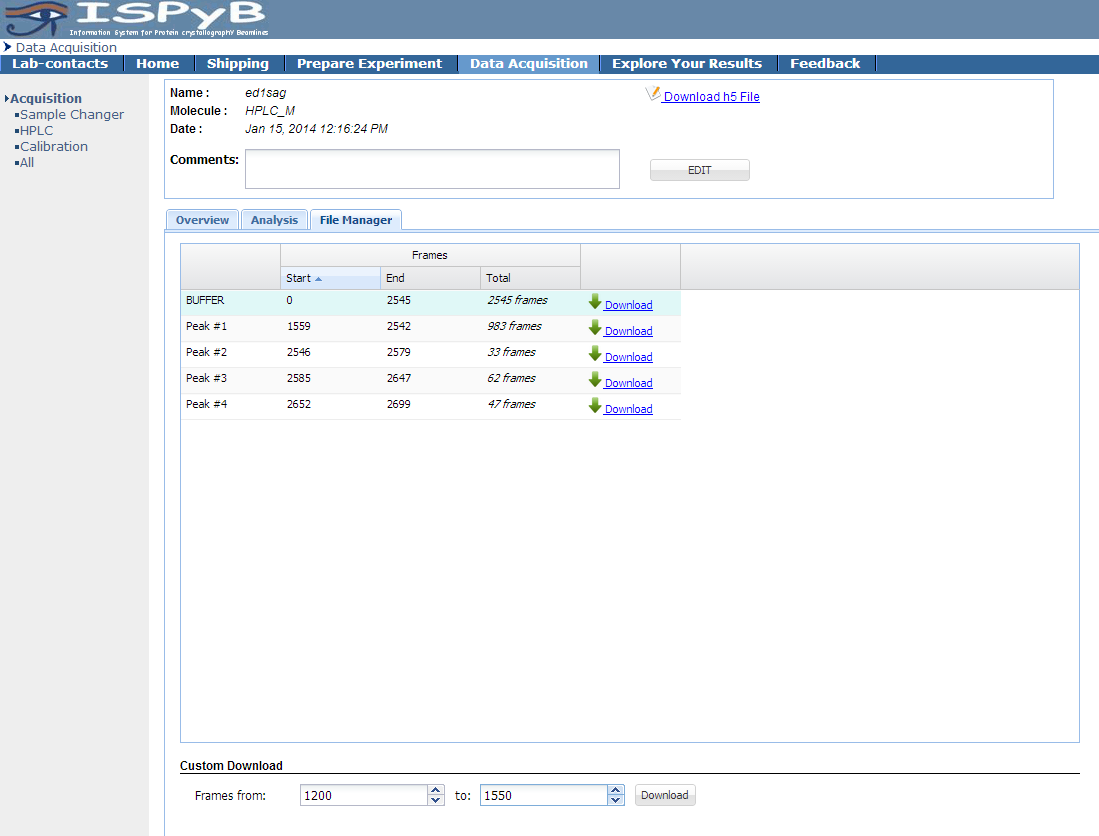 ISPyB
Information System for Protein crystallographY Beamlines
Data Acquisition
Lab-contacts Home Shipping Prepare Experiment Data Acquisition Explore Your Results Feedback
Acquisition
Sample Changer
HPLC
Calibration
All
Name : ed1sag
Download h5 File
Molecule : HPLC_M
Date : Jan 15, 2014 12:16:24 PM
Comments:
EDIT
Overview Analysis File Manager
Frames
Start End Total
BUFFER 0 2545 2545 frames Download
Peak #1 1559 2542 983 frames Download
Peak #2 2546 2579 33 frames Download
Peak #3 2585 2647 62 frames Download
Peak #4 2652 2699 47 frames Download
Custom Download
Frames from: 1200 to: 1550 Download